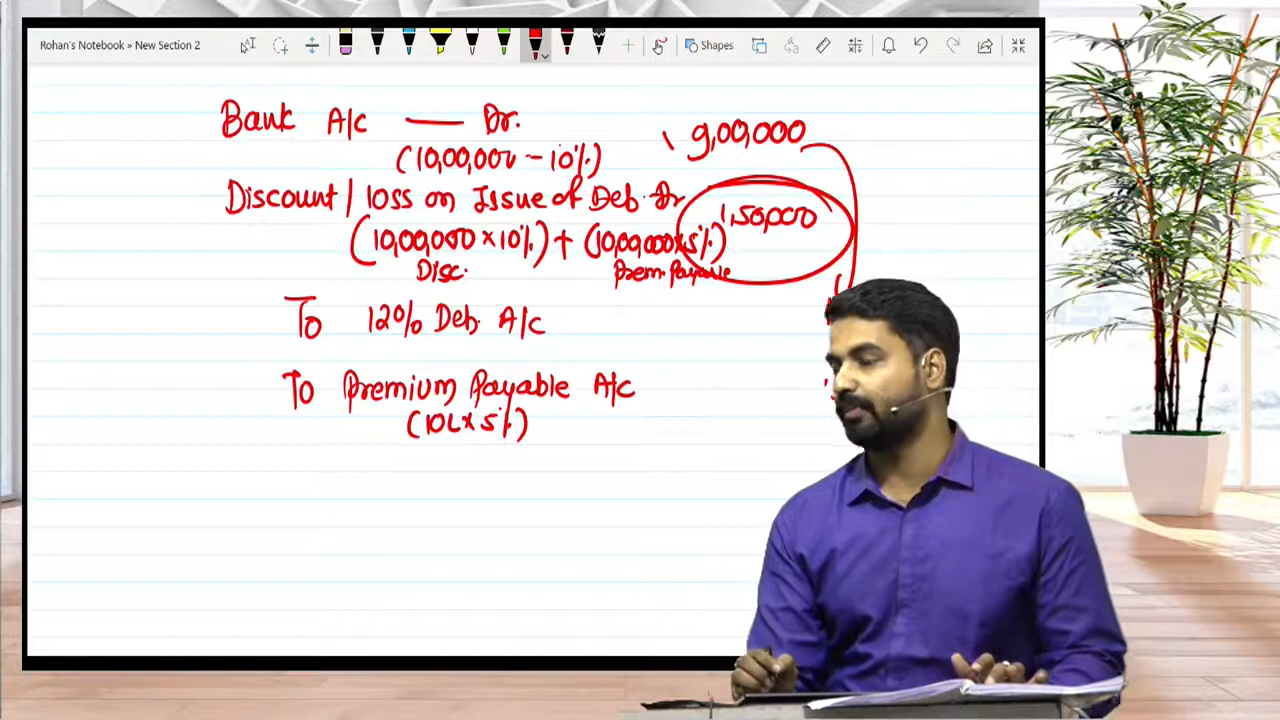 Rohan's Notebook » New Section 2
Shapes
Bank A/c —— Dr. 9,00,000
(10,00,000 - 10%)
Discount / loss on Issue of Deb. Dr 1,50,000
(10,00,000 × 10%) + (10,00,000 × 5%)
Disc. Prem. Payable
To 12% Deb. A/c
To Premium Payable A/c
(10L × 5%)